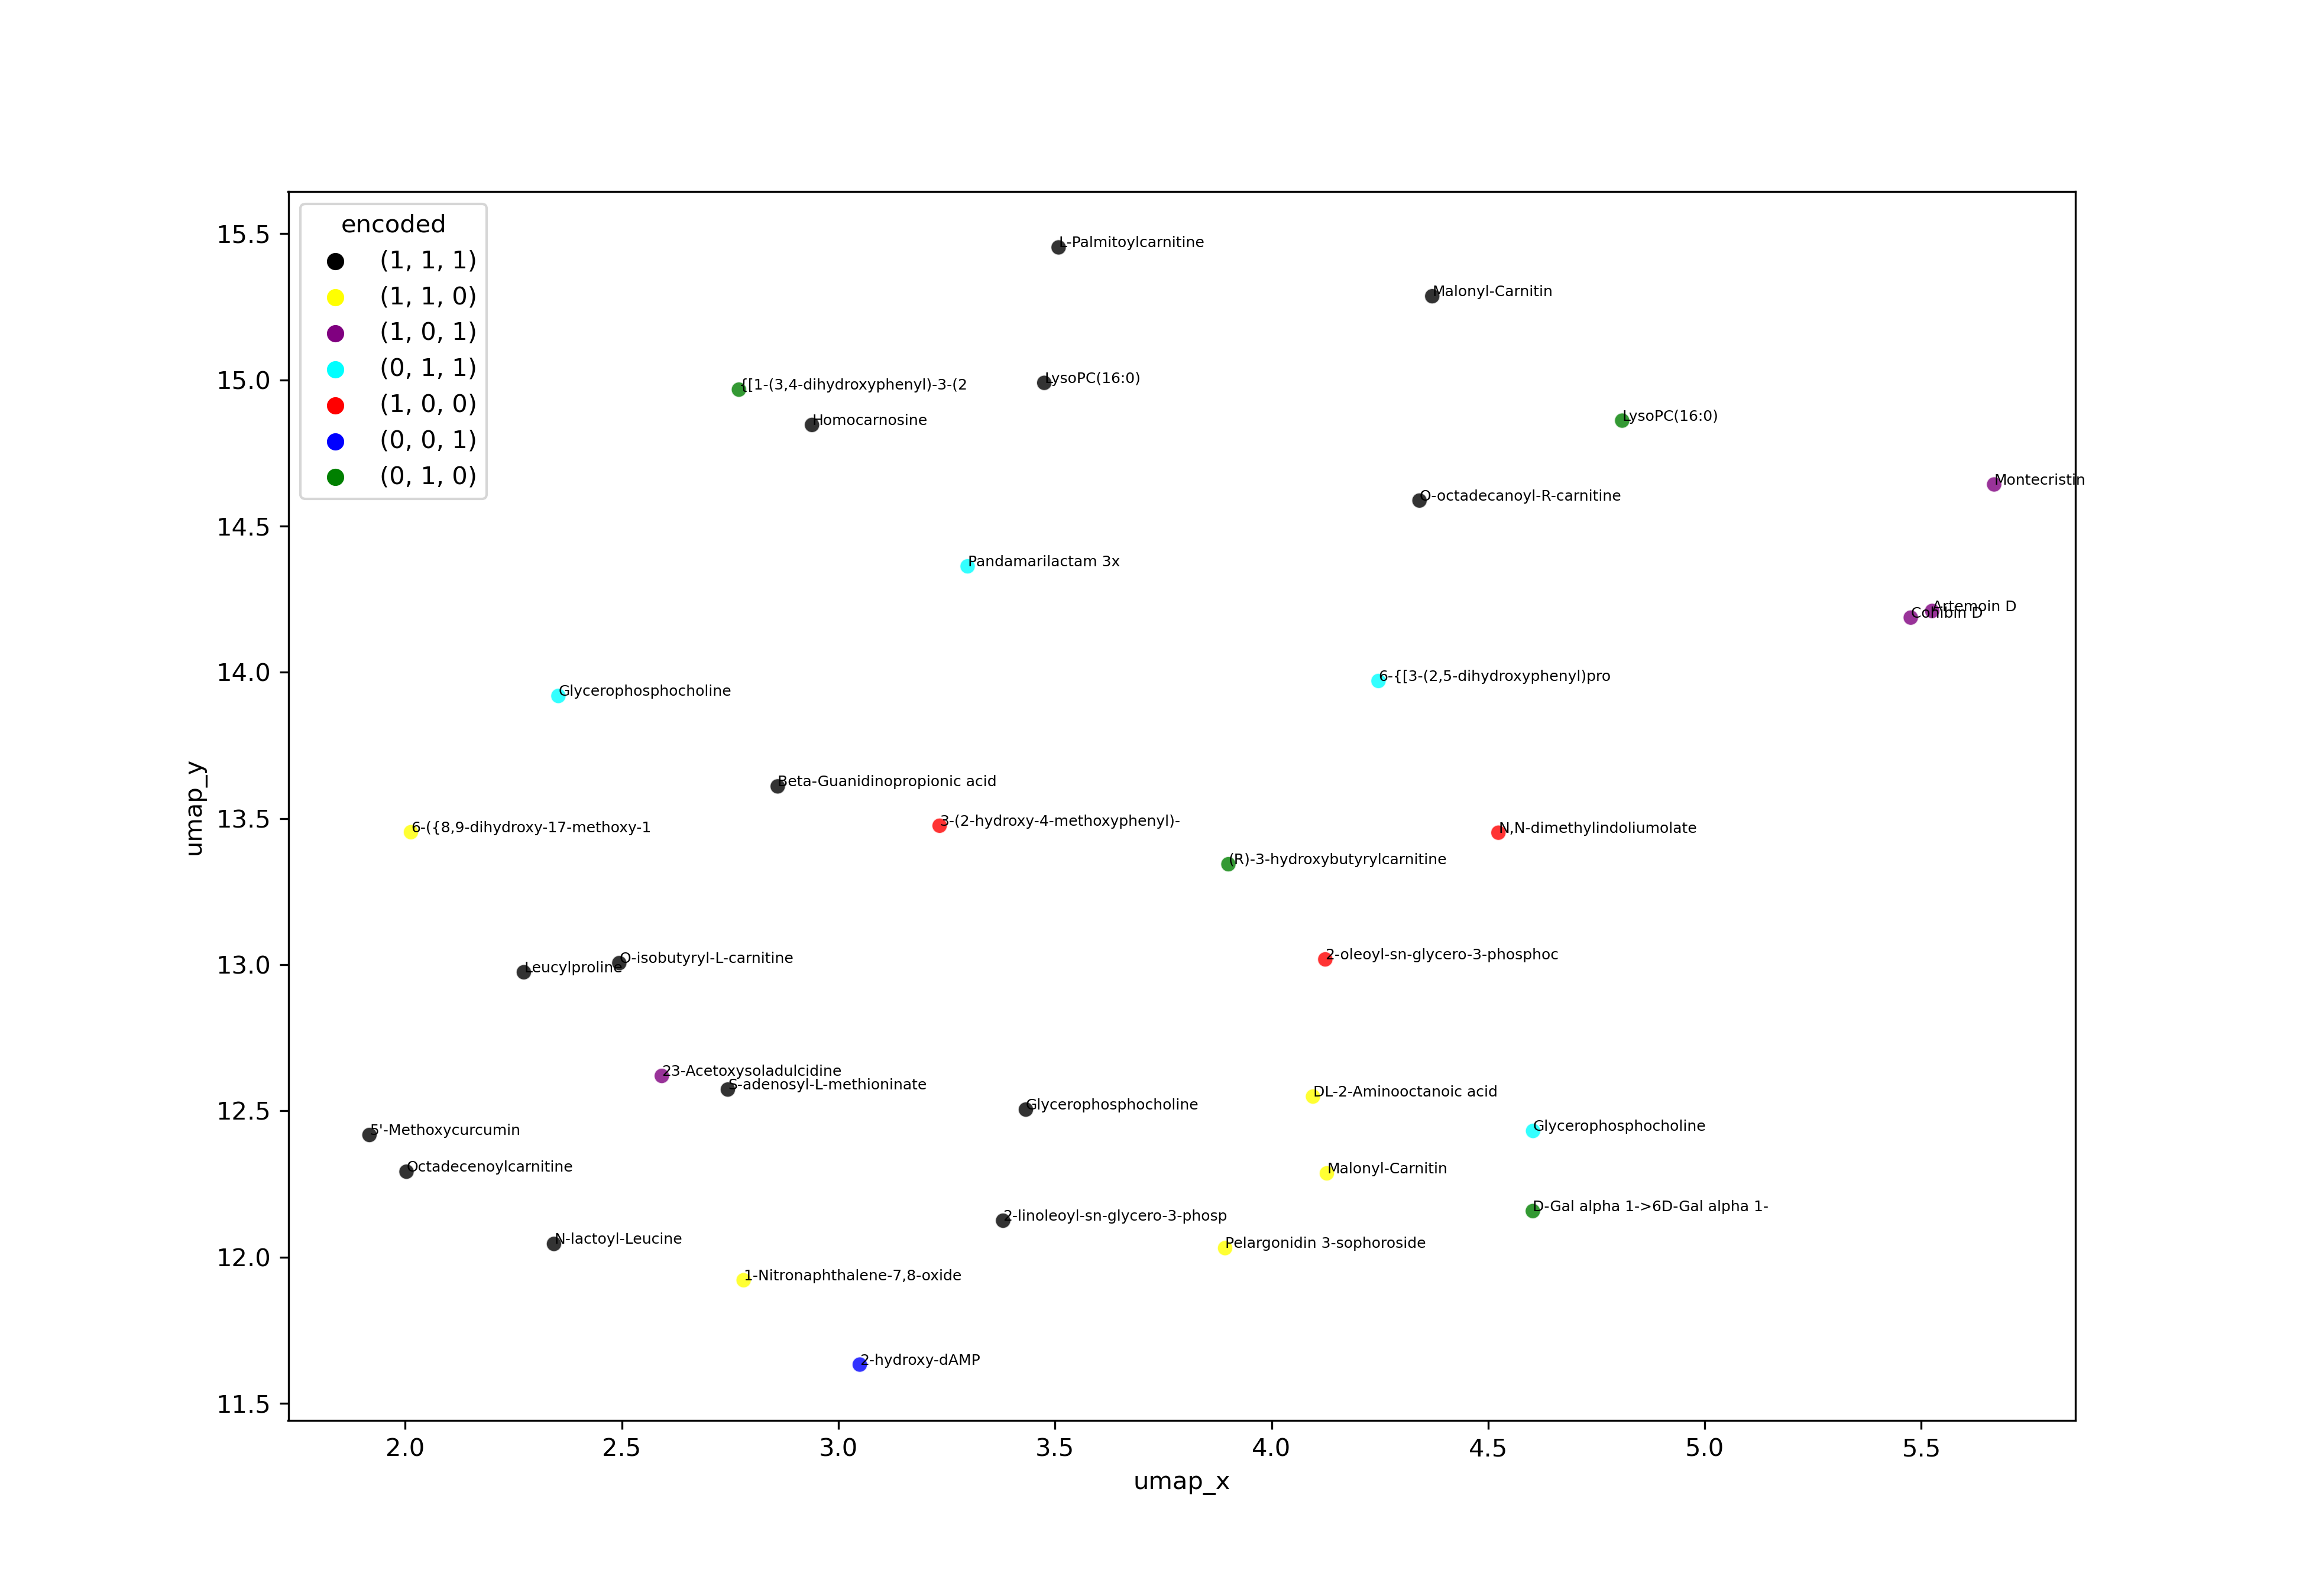 encoded
(1, 1, 1)
(1, 1, 0)
(1, 0, 1)
(0, 1, 1)
(1, 0, 0)
(0, 0, 1)
(0, 1, 0)
L-Palmitoylcarnitine
Malonyl-Carnitin
LysoPC(16:0)
{[1-(3,4-dihydroxyphenyl)-3-(2
Homocarnosine
LysoPC(16:0)
Montecristin
O-octadecanoyl-R-carnitine
Pandamarilactam 3x
Artemoin D
Coribin D
6-{[3-(2,5-dihydroxyphenyl)pro
Glycerophosphocholine
Beta-Guanidinopropionic acid
6-({8,9-dihydroxy-17-methoxy-1
3-(2-hydroxy-4-methoxyphenyl)-
N,N-dimethylindoliumolate
(R)-3-hydroxybutyrylcarnitine
O-isobutyryl-L-carnitine
Leucylproline
2-oleoyl-sn-glycero-3-phosphoc
23-Acetoxysoladulcidine
S-adenosyl-L-methioninate
Glycerophosphocholine
DL-2-Aminooctanoic acid
5'-Methoxycurcumin
Glycerophosphocholine
Octadecenoylcarnitine
Malonyl-Carnitin
2-linoleoyl-sn-glycero-3-phosp
D-Gal alpha 1->6D-Gal alpha 1-
N-lactoyl-Leucine
Pelargonidin 3-sophoroside
1-Nitronaphthalene-7,8-oxide
2-hydroxy-dAMP
15.5
15.0
14.5
14.0
13.5
13.0
12.5
12.0
11.5
umap_y
2.0 2.5 3.0 3.5 4.0 4.5 5.0 5.5
umap_x